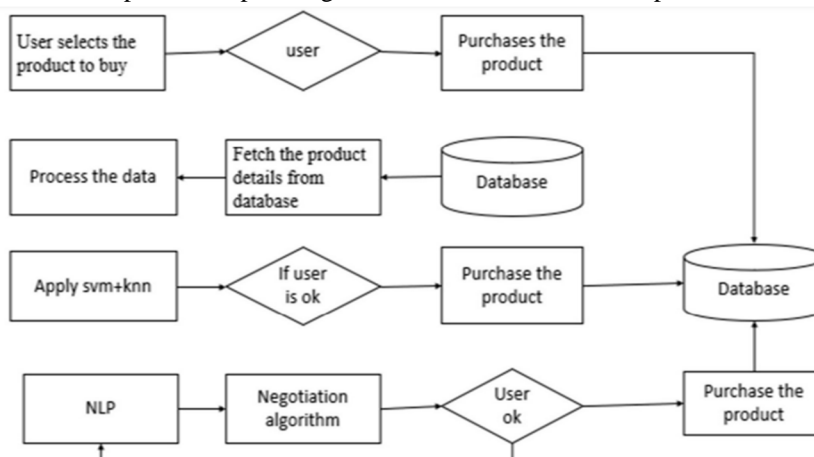 User selects the
product to buy
user
Purchases the
product
Process the data
Fetch the product
details from
database
Database
Apply svm+knn
If user
is ok
Purchase the
product
Database
NLP
Negotiation
algorithm
User
ok
Purchase the
product